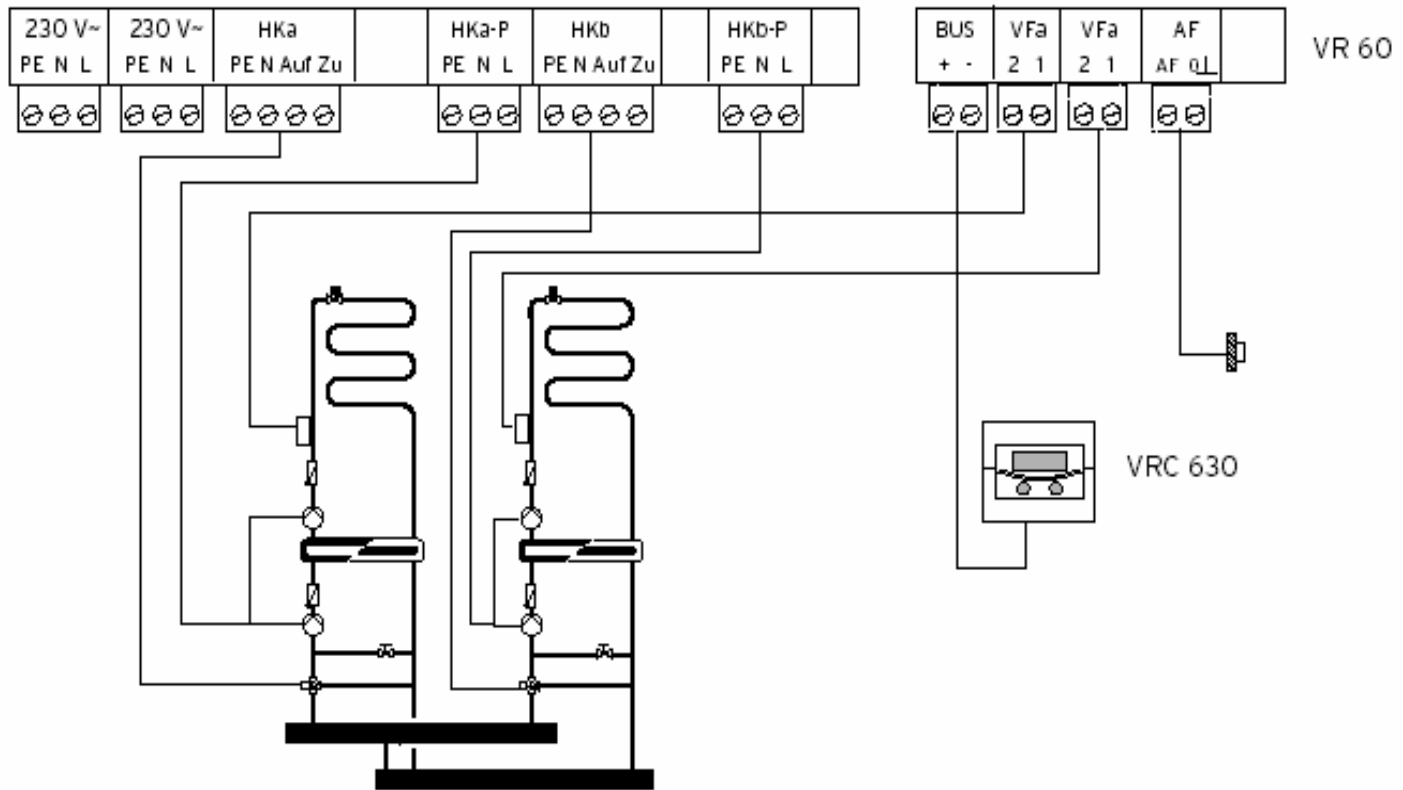 230 V~ 230 V~ HKa HKa-P HKb HKb-P BUS VFa VFa AF
PE N L PE N L PE N Auf Zu PE N L PE N Auf Zu PE N L + - 2 1 2 1 AF 0
VR 60
VRC 630